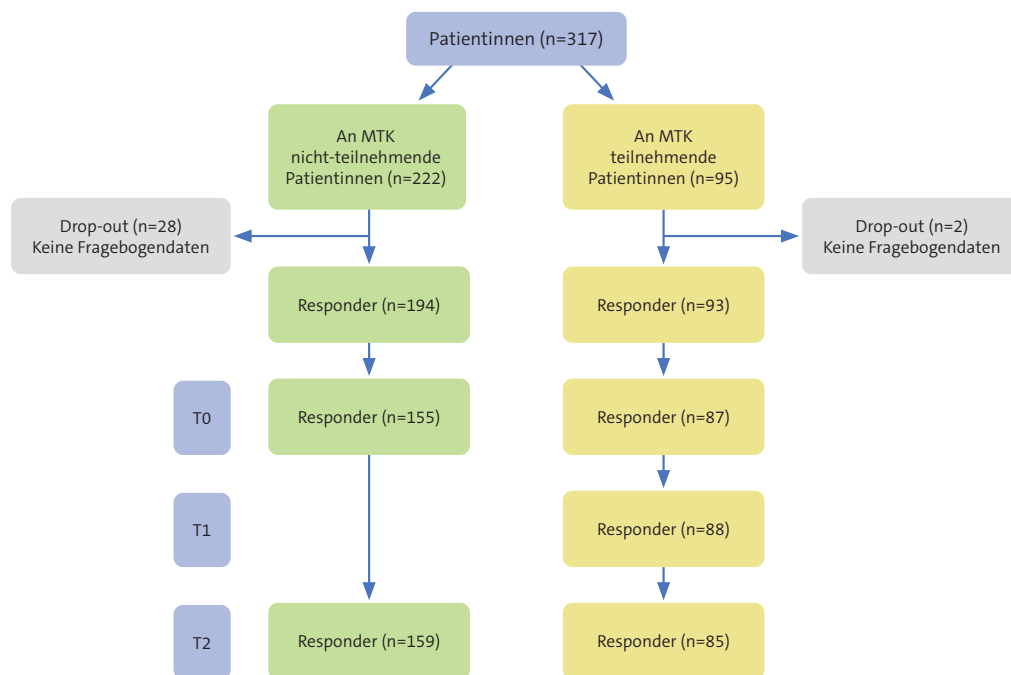 Patientinnen (n=317)
An MTK
nicht-teilnehmende
Patientinnen (n=222)
An MTK
teilnehmende
Patientinnen (n=95)
Drop-out (n=28)
Keine Fragebogendaten
Drop-out (n=2)
Keine Fragebogendaten
Responder (n=194)
Responder (n=93)
T0
Responder (n=155)
Responder (n=87)
T1
Responder (n=88)
T2
Responder (n=159)
Responder (n=85)